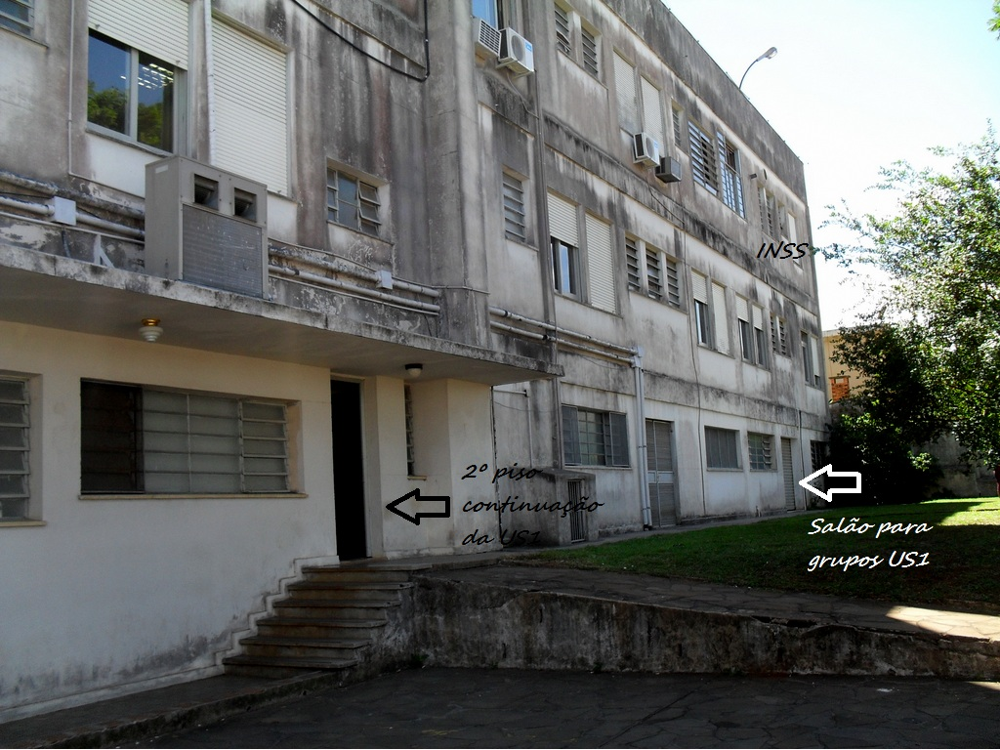 INSS
2º piso
continuação
da US1
Salão para
grupos US1